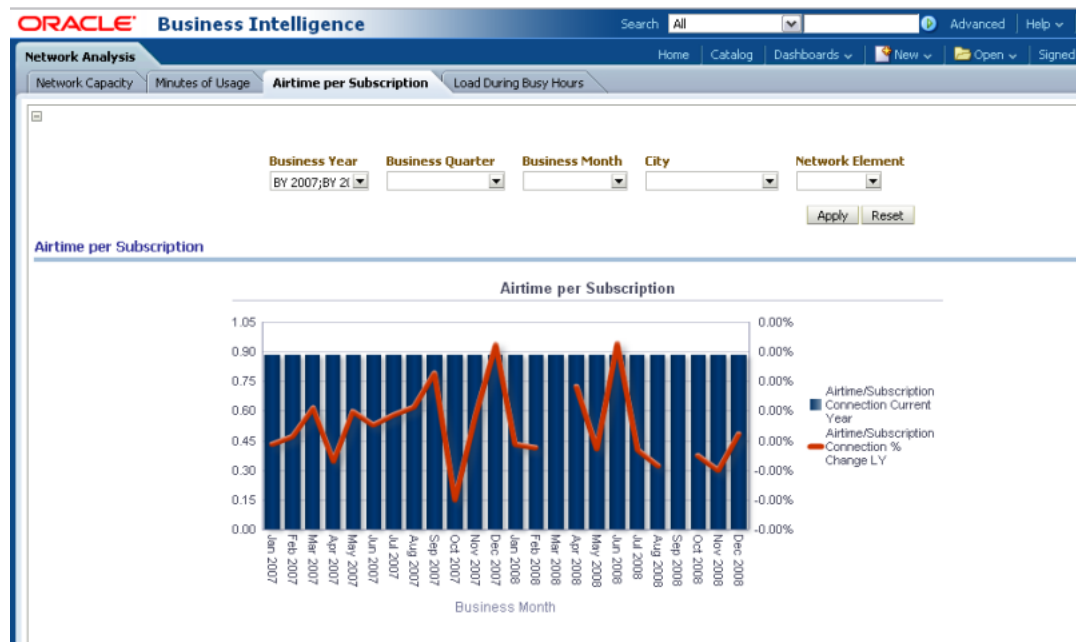 ORACLE Business Intelligence
Search All Advanced Help
Network Analysis
Home Catalog Dashboards New Open Signed
Network Capacity Minutes of Usage Airtime per Subscription Load During Busy Hours
Business Year Business Quarter Business Month City Network Element
BY 2007;BY 2(
Apply Reset
Airtime per Subscription
Airtime per Subscription
1.05
0.90
0.75
0.60
0.45
0.30
0.15
0.00
0.00%
0.00%
0.00%
0.00%
0.00%
-0.00%
-0.00%
-0.00%
Airtime/Subscription
Connection Current
Year
Airtime/Subscription
Connection %
Change LY
Jan 2007
Feb 2007
Mar 2007
Apr 2007
May 2007
Jun 2007
Jul 2007
Aug 2007
Sep 2007
Oct 2007
Nov 2007
Dec 2007
Jan 2008
Feb 2008
Mar 2008
Apr 2008
May 2008
Jun 2008
Jul 2008
Aug 2008
Sep 2008
Oct 2008
Nov 2008
Dec 2008
Business Month